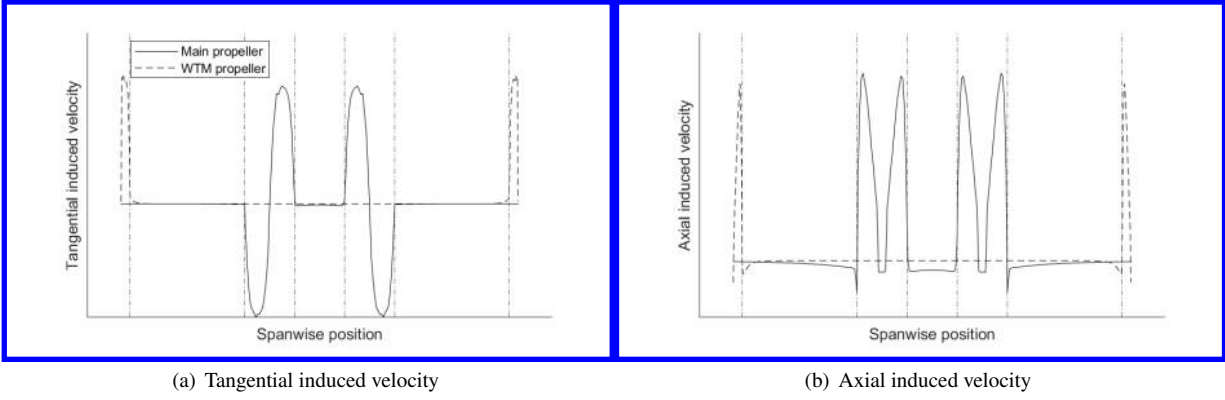 Main propeller
WTM propeller
Tangential induced velocity
Spanwise position
Axial induced velocity
Spanwise position
(a) Tangential induced velocity
(b) Axial induced velocity